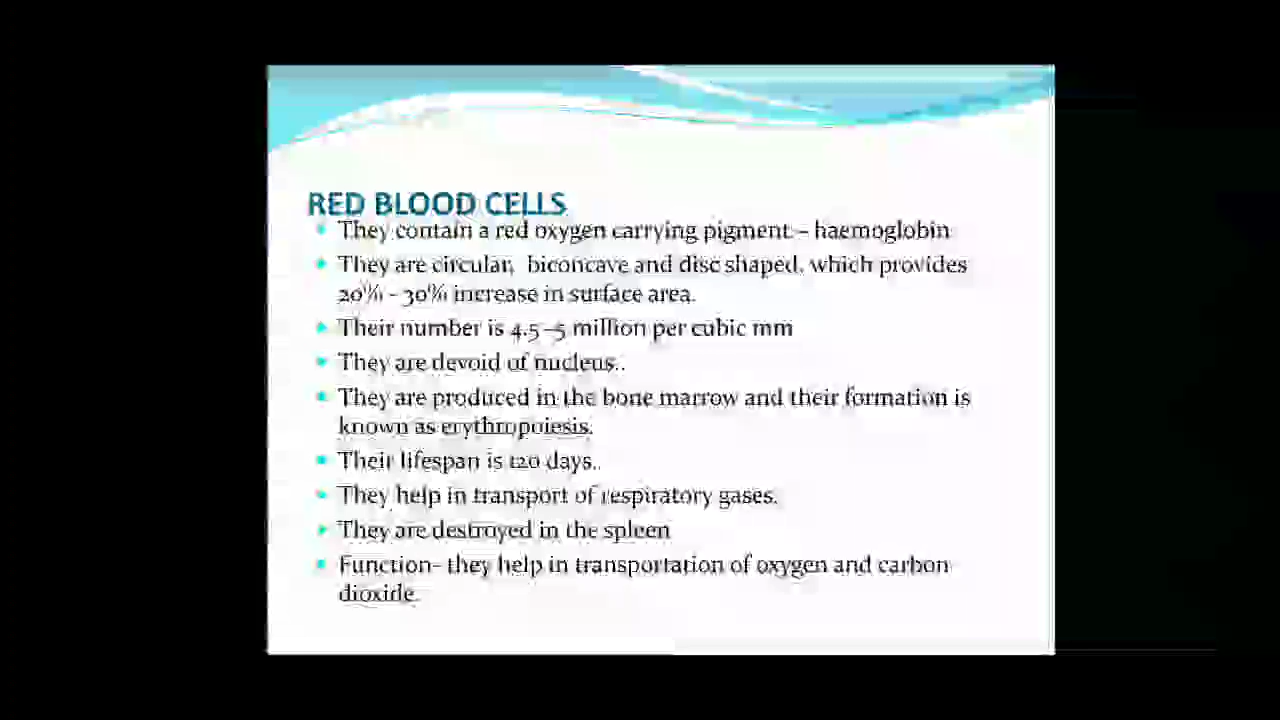 RED BLOOD CELLS
They contain a red oxygen carrying pigment – haemoglobin
They are circular, biconcave and disc shaped, which provides
20% - 30% increase in surface area.
Their number is 4.5 –5 million per cubic mm
They are devoid of nucleus..
They are produced in the bone marrow and their formation is
known as erythropoiesis.
Their lifespan is 120 days..
They help in transport of respiratory gases.
They are destroyed in the spleen
Function- they help in transportation of oxygen and carbon
dioxide.